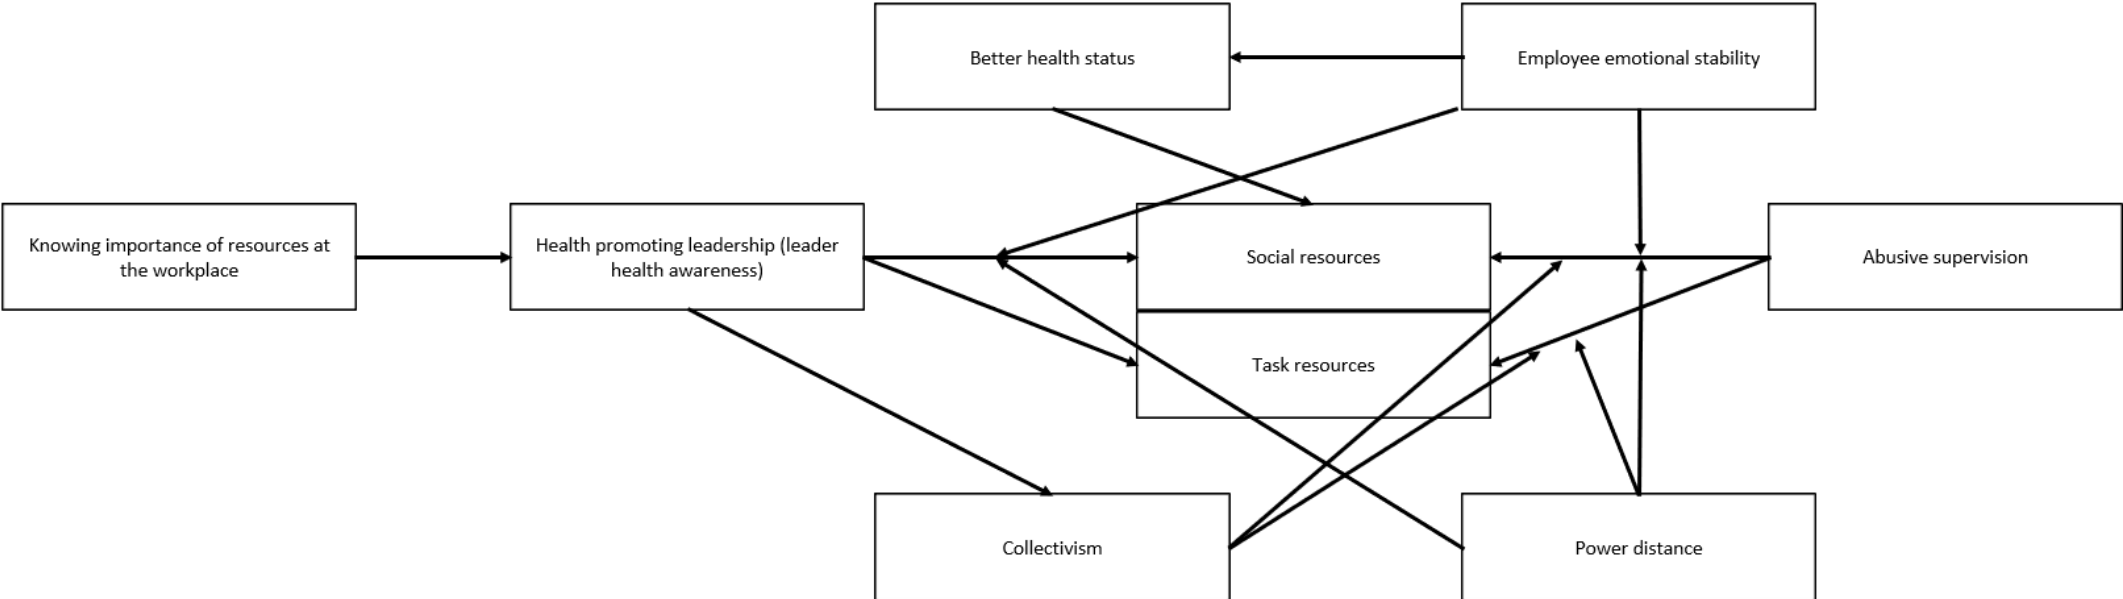 Better health status
Employee emotional stability
Knowing importance of resources at
the workplace
Health promoting leadership (leader
health awareness)
Social resources
Abusive supervision
Task resources
Collectivism
Power distance